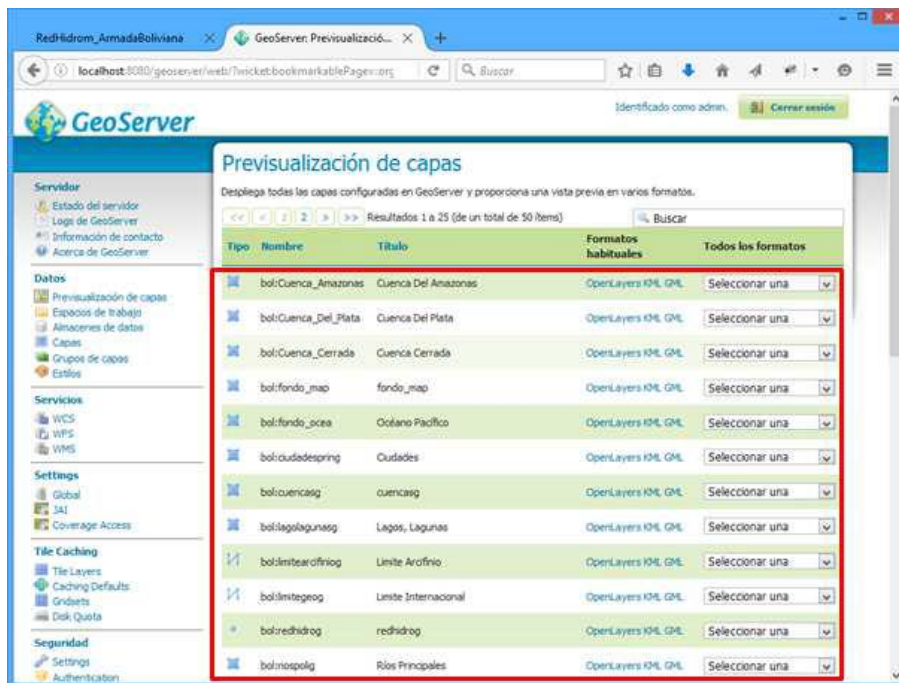 RedHidrom_ArmadaBoliviana
GeoServer: Previsualizació...
localhost:8080/geoserver/web/?wicket:bookmarkablePage=:org
Buscar
GeoServer
Identificado como admin.
Cerrar sesión
Servidor
Estado del servidor
Logs de GeoServer
Información de contacto
Acerca de GeoServer
Datos
Previsualización de capas
Espacios de trabajo
Almacenes de datos
Capas
Grupos de capas
Estilos
Servicios
WCS
WFS
WMS
Settings
Global
JAI
Coverage Access
Tile Caching
Tile Layers
Caching Defaults
Gridsets
Disk Quota
Seguridad
Settings
Authentication
Previsualización de capas
Despliega todas las capas configuradas en GeoServer y proporciona una vista previa en varios formatos.
<< < 1 2 > >> Resultados 1 a 25 (de un total de 50 ítems)
Buscar
Tipo Nombre Título Formatos habituales Todos los formatos
bol:Cuenca_Amazonas Cuenca Del Amazonas OpenLayers KML GML Seleccionar una
bol:Cuenca_Del_Plata Cuenca Del Plata OpenLayers KML GML Seleccionar una
bol:Cuenca_Cerrada Cuenca Cerrada OpenLayers KML GML Seleccionar una
bol:fondo_map fondo_map OpenLayers KML GML Seleccionar una
bol:fondo_ocea Océano Pacífico OpenLayers KML GML Seleccionar una
bol:ciudadespring Ciudades OpenLayers KML GML Seleccionar una
bol:cuencasg cuencasg OpenLayers KML GML Seleccionar una
bol:lagolagunasg Lagos, Lagunas OpenLayers KML GML Seleccionar una
bol:limitearcifiniog Limite Arcifinio OpenLayers KML GML Seleccionar una
bol:limitegeog Limite Internacional OpenLayers KML GML Seleccionar una
bol:redhidrog redhidrog OpenLayers KML GML Seleccionar una
bol:riospolig Ríos Principales OpenLayers KML GML Seleccionar una